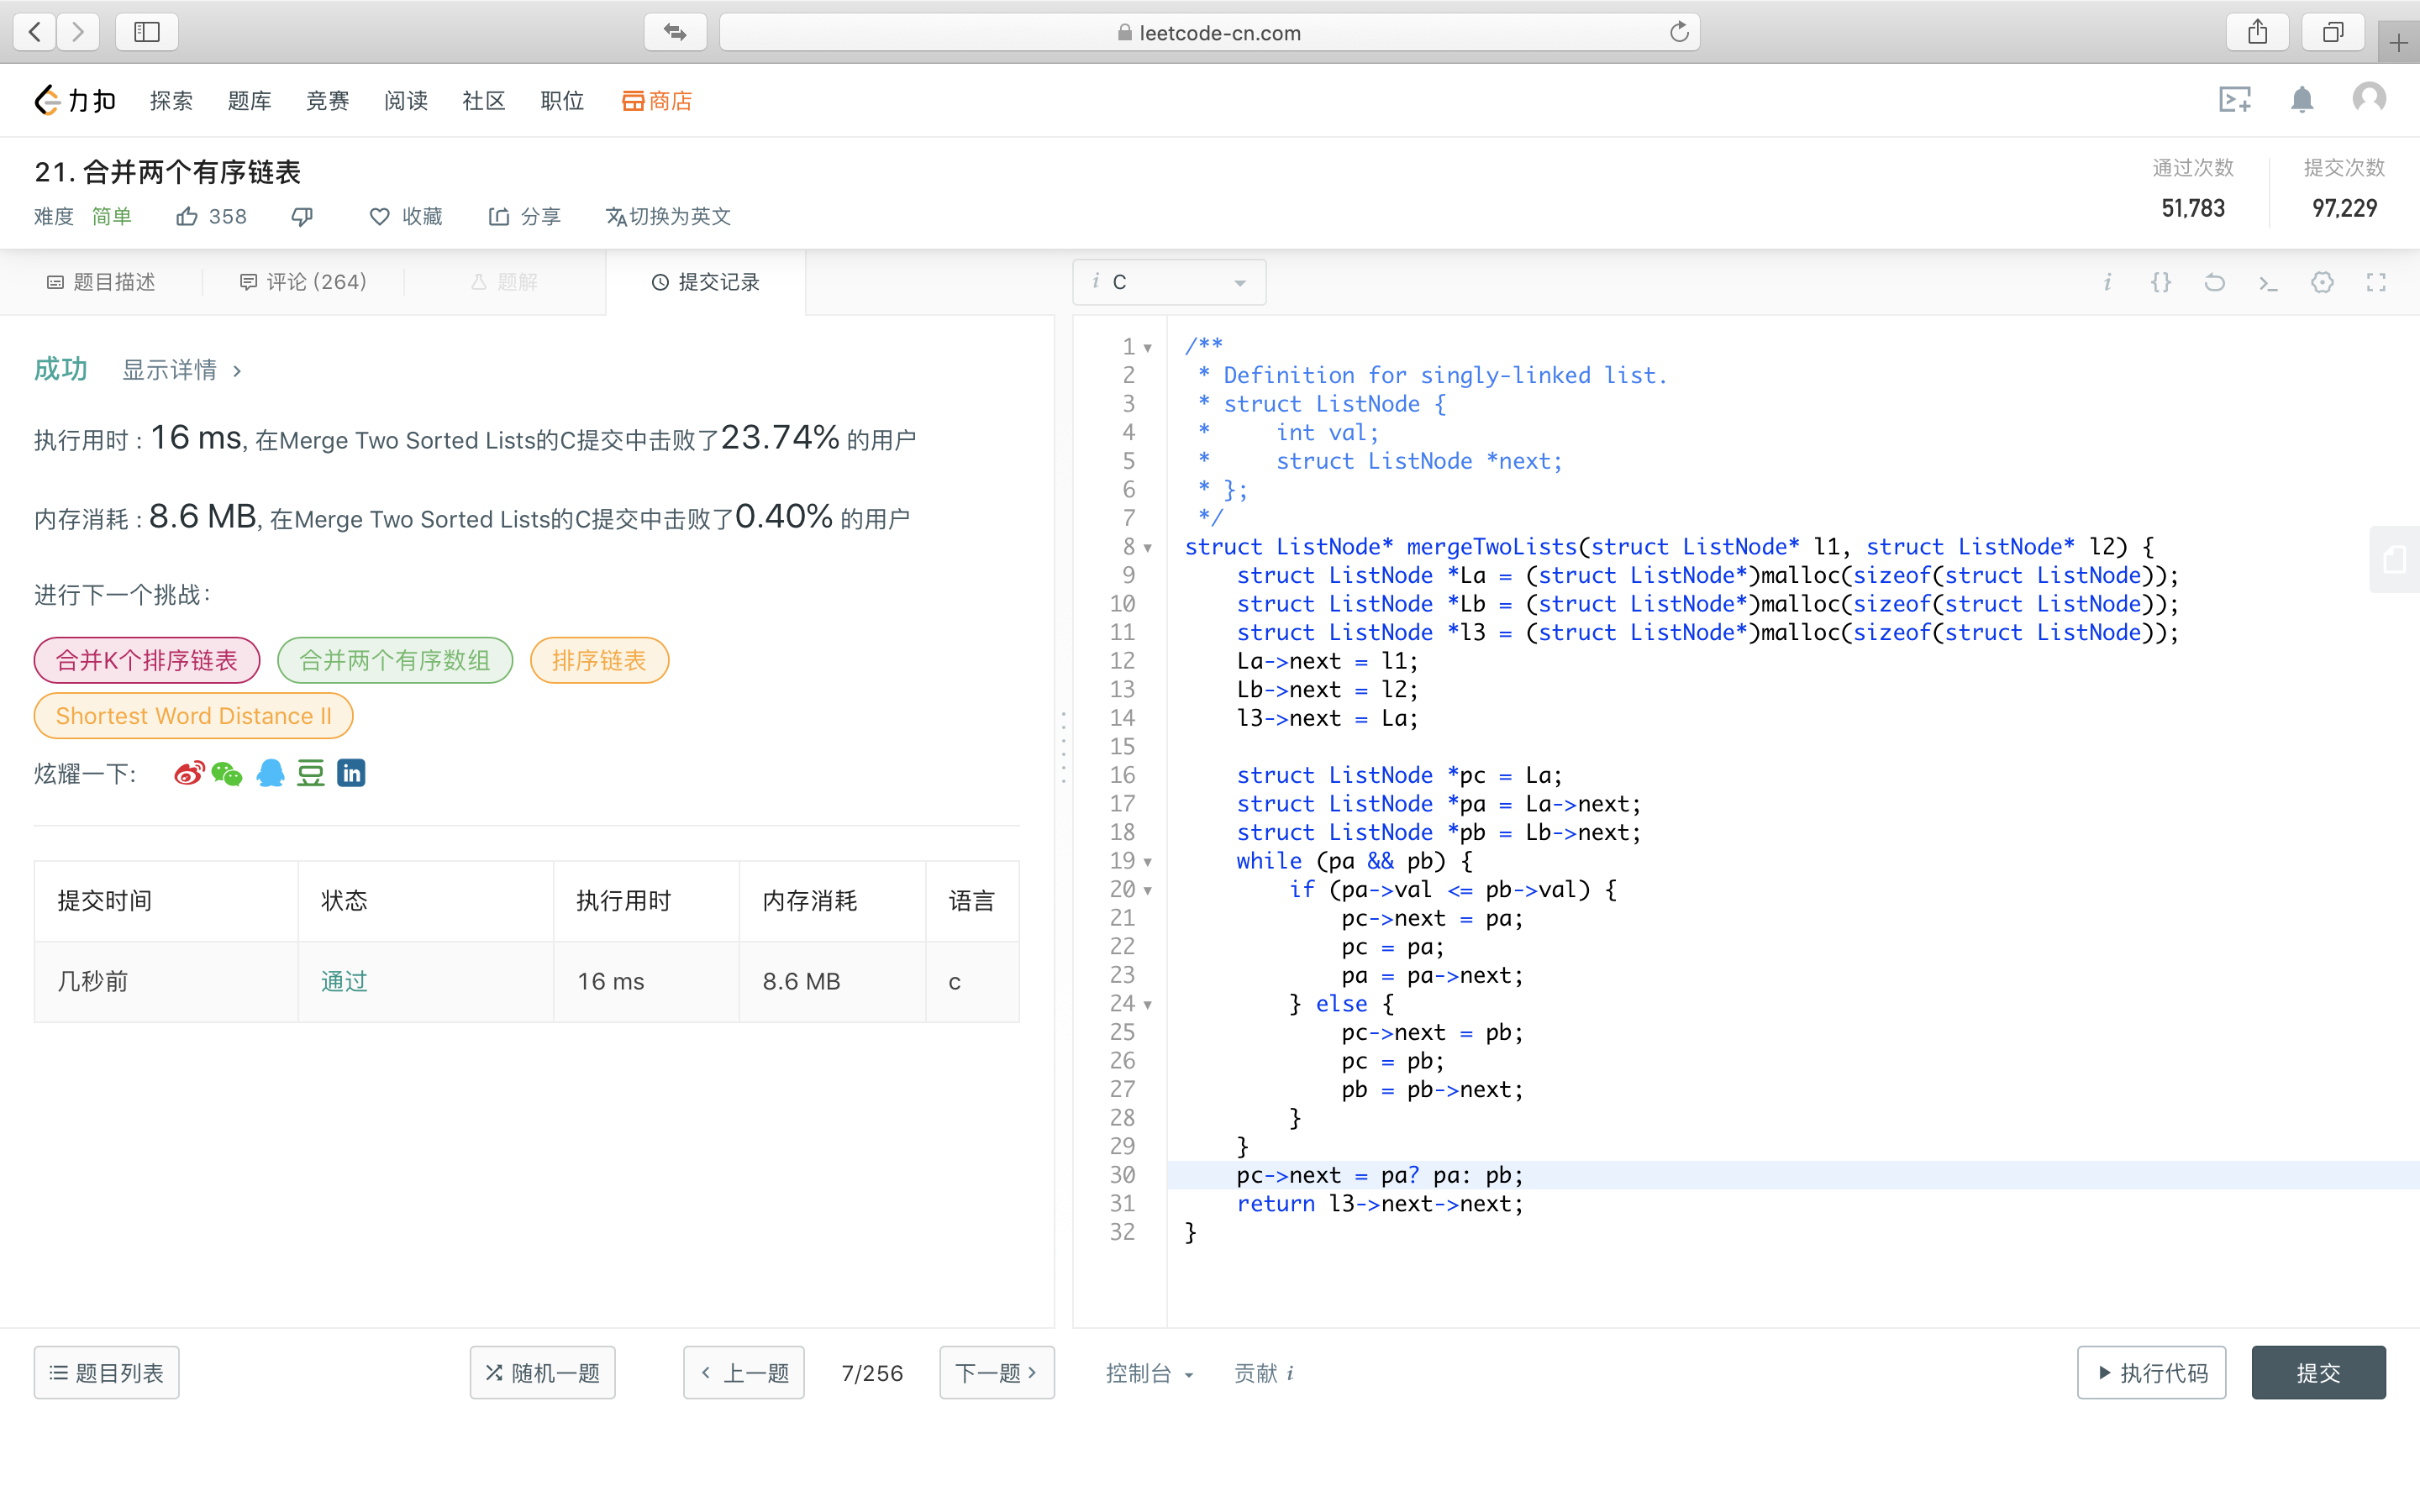 leetcode-cn.com
力扣 探索 题库 竞赛 阅读 社区 职位 商店
21. 合并两个有序链表
难度 简单 358 收藏 分享 切换为英文
通过次数 提交次数
51,783 97,229
题目描述 评论 (264) 题解 提交记录
i C
成功 显示详情 ›
执行用时 : 16 ms, 在Merge Two Sorted Lists的C提交中击败了23.74% 的用户
内存消耗 : 8.6 MB, 在Merge Two Sorted Lists的C提交中击败了0.40% 的用户
进行下一个挑战:
合并K个排序链表 合并两个有序数组 排序链表
Shortest Word Distance II
炫耀一下: 豆 in
提交时间 状态 执行用时 内存消耗 语言
几秒前 通过 16 ms 8.6 MB c
1 /**
2  * Definition for singly-linked list.
3  * struct ListNode {
4  *     int val;
5  *     struct ListNode *next;
6  * };
7  */
8 struct ListNode* mergeTwoLists(struct ListNode* l1, struct ListNode* l2) {
9     struct ListNode *La = (struct ListNode*)malloc(sizeof(struct ListNode));
10     struct ListNode *Lb = (struct ListNode*)malloc(sizeof(struct ListNode));
11     struct ListNode *l3 = (struct ListNode*)malloc(sizeof(struct ListNode));
12     La->next = l1;
13     Lb->next = l2;
14     l3->next = La;
15
16     struct ListNode *pc = La;
17     struct ListNode *pa = La->next;
18     struct ListNode *pb = Lb->next;
19     while (pa && pb) {
20         if (pa->val <= pb->val) {
21             pc->next = pa;
22             pc = pa;
23             pa = pa->next;
24         } else {
25             pc->next = pb;
26             pc = pb;
27             pb = pb->next;
28         }
29     }
30     pc->next = pa? pa: pb;
31     return l3->next->next;
32 }
题目列表 随机一题 ‹ 上一题 7/256 下一题 › 控制台 贡献 i 执行代码 提交